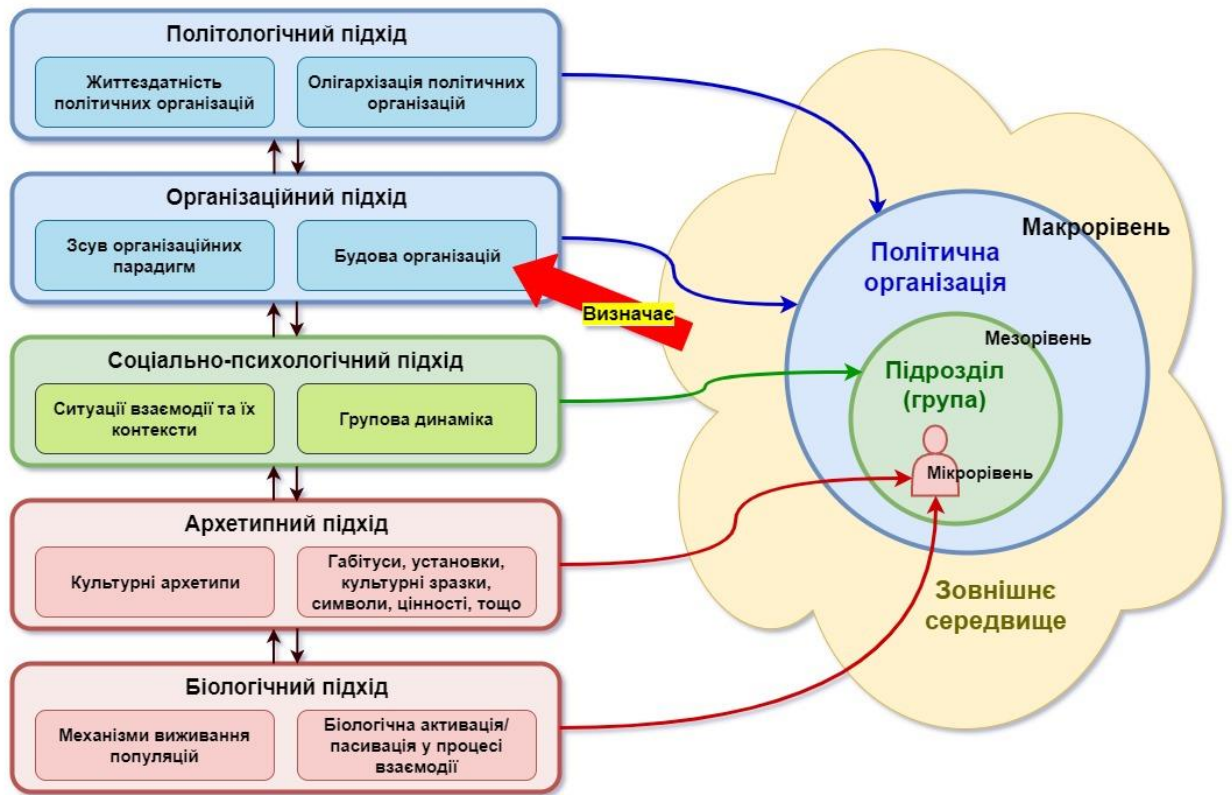 Політологічний підхід
Життєздатність
політичних організацій
Олігархізація політичних
організацій
Організаційний підхід
Зсув організаційних
парадигм
Будова організацій
Визначає
Соціально-психологічний підхід
Ситуації взаємодії та їх
контексти
Групова динаміка
Архетипний підхід
Культурні архетипи
Габітуси, установки,
культурні зразки,
символи, цінності, тощо
Біологічний підхід
Механізми виживання
популяцій
Біологічна активація/
пасивація у процесі
взаємодії
Макрорівень
Політична
організація
Мезорівень
Підрозділ
(група)
Мікрорівень
Зовнішнє
середвище